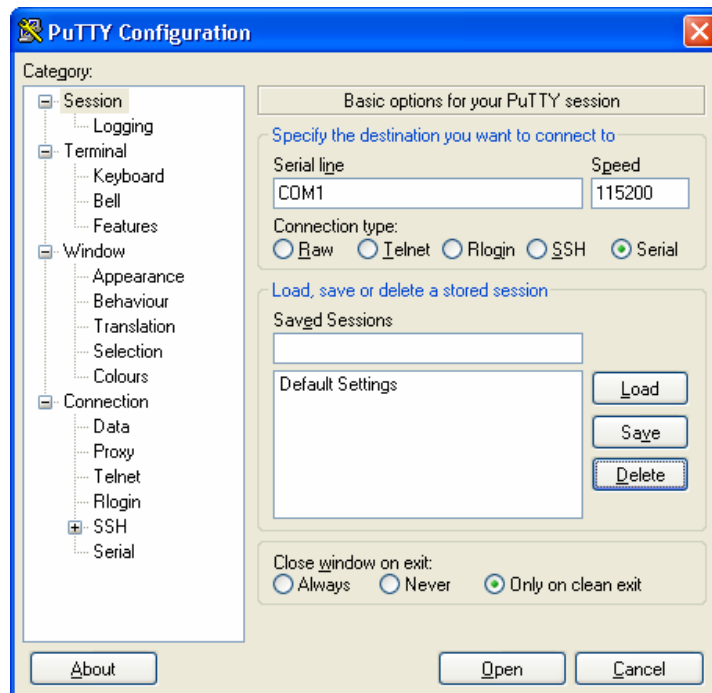 PuTTY Configuration
Category:
Session
Logging
Terminal
Keyboard
Bell
Features
Window
Appearance
Behaviour
Translation
Selection
Colours
Connection
Data
Proxy
Telnet
Rlogin
SSH
Serial
Basic options for your PuTTY session
Specify the destination you want to connect to
Serial line Speed
COM1 115200
Connection type:
Raw Telnet Rlogin SSH Serial
Load, save or delete a stored session
Saved Sessions
Default Settings
Load
Save
Delete
Close window on exit:
Always Never Only on clean exit
About Open Cancel